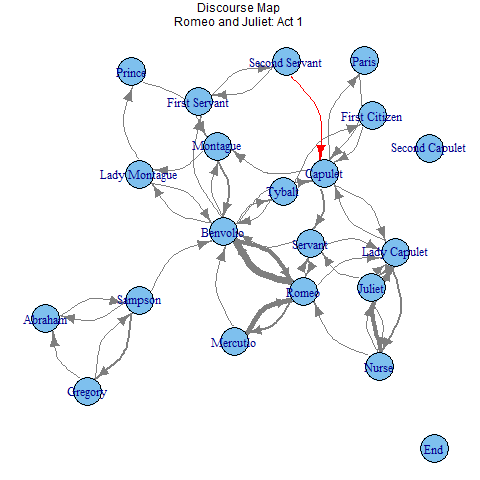 Discourse Map
Romeo and Juliet: Act 1
Second Servant
Paris
Prince
First Servant
First Citizen
Montague
Second Capulet
Lady Montague
Capulet
Tybalt
Benvolio
Servant
Lady Capulet
Juliet
Romeo
Sampson
Abraham
Mercutio
Nurse
Gregory
End